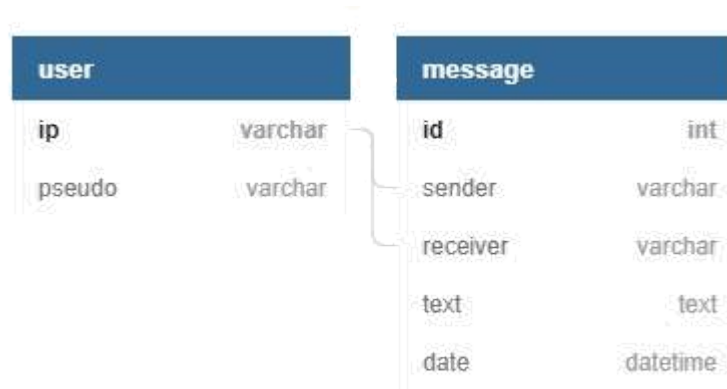 user
ip varchar
pseudo varchar
message
id int
sender varchar
receiver varchar
text text
date datetime